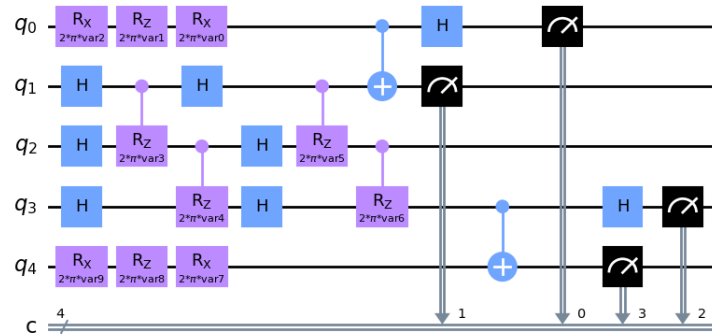 q0 RX 2*π*var2 RZ 2*π*var1 RX 2*π*var0 H
q1 H H
q2 H RZ 2*π*var3 H RZ 2*π*var5
q3 H RZ 2*π*var4 H RZ 2*π*var6 H
q4 RX 2*π*var9 RZ 2*π*var8 RX 2*π*var7
c 4 1 0 3 2